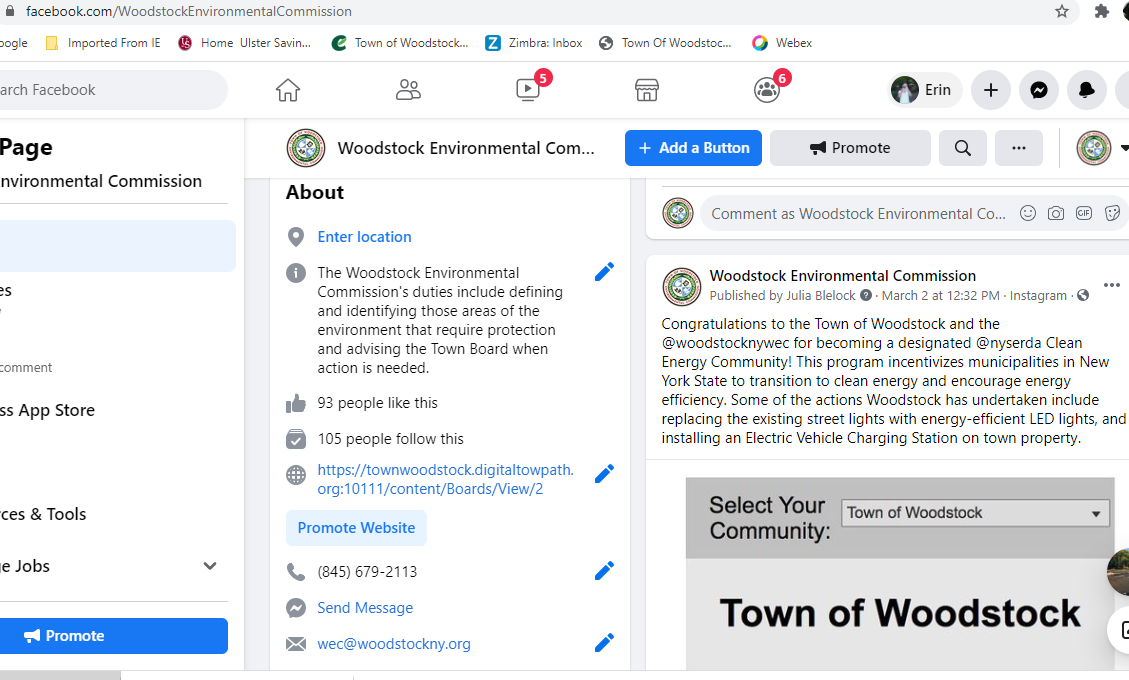 facebook.com/WoodstockEnvironmentalCommission
oogle Imported From IE Home Ulster Savin... Town of Woodstock... Zimbra: Inbox Town Of Woodstoc... Webex
arch Facebook 5 6 Erin
Page
nvironmental Commission
es
comment
ss App Store
ces & Tools
e Jobs
Promote
Woodstock Environmental Com... + Add a Button Promote ...
About
Enter location
The Woodstock Environmental
Commission's duties include defining
and identifying those areas of the
environment that require protection
and advising the Town Board when
action is needed.
93 people like this
105 people follow this
https://townwoodstock.digitaltowpath.
org:10111/content/Boards/View/2
Promote Website
(845) 679-2113
Send Message
wec@woodstockny.org
Comment as Woodstock Environmental Co... GIF
Woodstock Environmental Commission
Published by Julia Blelock · March 2 at 12:32 PM · Instagram ·
Congratulations to the Town of Woodstock and the
@woodstocknywec for becoming a designated @nyserda Clean
Energy Community! This program incentivizes municipalities in New
York State to transition to clean energy and encourage energy
efficiency. Some of the actions Woodstock has undertaken include
replacing the existing street lights with energy-efficient LED lights, and
installing an Electric Vehicle Charging Station on town property.
Select Your
Community:
Town of Woodstock
Town of Woodstock